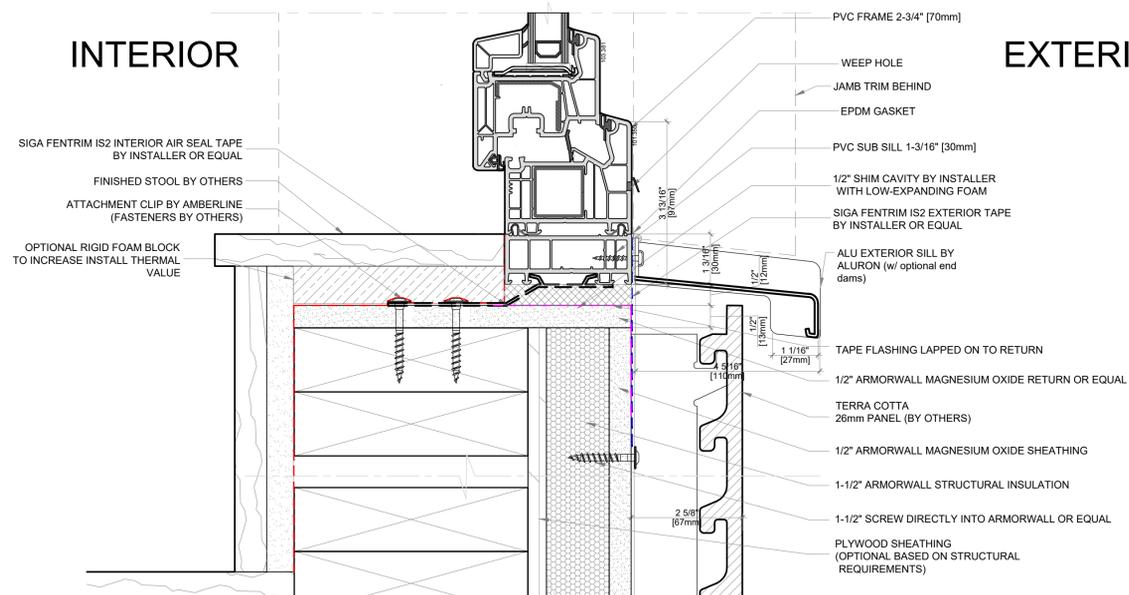 INTERIOR
EXTERI
SIGA FENTRIM IS2 INTERIOR AIR SEAL TAPE
BY INSTALLER OR EQUAL
FINISHED STOOL BY OTHERS
ATTACHMENT CLIP BY AMBERLINE
(FASTENERS BY OTHERS)
OPTIONAL RIGID FOAM BLOCK
TO INCREASE INSTALL THERMAL
VALUE
103.381
3 13/16"
[97mm]
1 3/16"
[30mm]
1/2"
[12mm]
1/2"
[13mm]
1 1/16"
[27mm]
4 5/16"
[110mm]
2 5/8"
[67mm]
PVC FRAME 2-3/4" [70mm]
WEEP HOLE
JAMB TRIM BEHIND
EPDM GASKET
PVC SUB SILL 1-3/16" [30mm]
1/2" SHIM CAVITY BY INSTALLER
WITH LOW-EXPANDING FOAM
SIGA FENTRIM IS2 EXTERIOR TAPE
BY INSTALLER OR EQUAL
ALU EXTERIOR SILL BY
ALURON (w/ optional end
dams)
TAPE FLASHING LAPPED ON TO RETURN
1/2" ARMORWALL MAGNESIUM OXIDE RETURN OR EQUAL
TERRA COTTA
26mm PANEL (BY OTHERS)
1/2" ARMORWALL MAGNESIUM OXIDE SHEATHING
1-1/2" ARMORWALL STRUCTURAL INSULATION
1-1/2" SCREW DIRECTLY INTO ARMORWALL OR EQUAL
PLYWOOD SHEATHING
(OPTIONAL BASED ON STRUCTURAL
REQUIREMENTS)